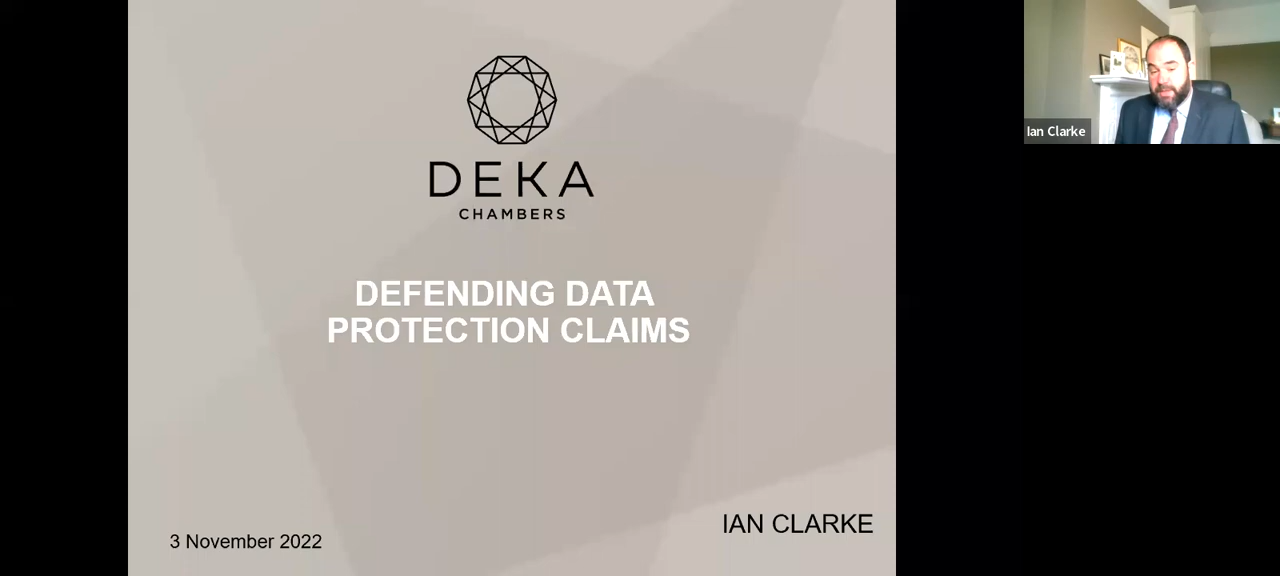 DEKA
CHAMBERS
DEFENDING DATA
PROTECTION CLAIMS
3 November 2022
IAN CLARKE
Ian Clarke